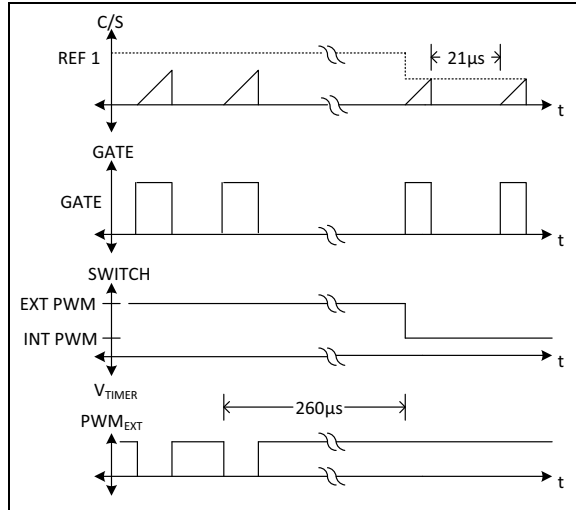 C/S
REF 1
21µs
t
GATE
GATE
t
SWITCH
EXT PWM
INT PWM
t
VTIMER
260µs
PWMEXT
t